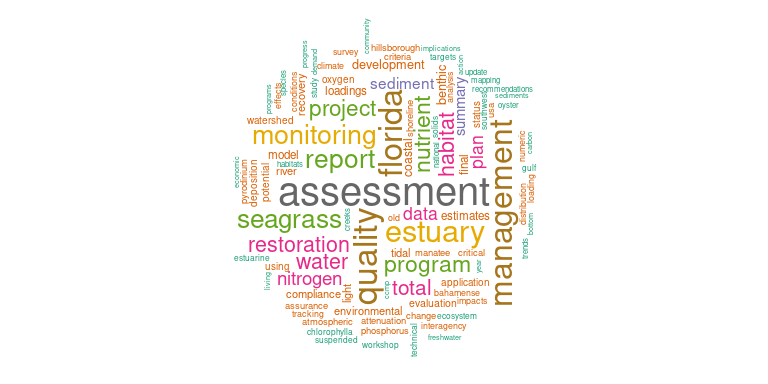 community
hillsborough
implications
survey
criteria
targets
progress
demand
climate
development
action
update
species
study
oxygen
sediment
benthic
analysis
mapping
programs
effects
conditions
recovery
loadings
summary
recommendations
sediments
project
florida
nutrient
shoreline
status
usa
southwest
oyster
watershed
monitoring
coastal
national
solids
habitat
plan
numeric
carbon
model
report
final
economic
pyrodinium
deposition
potential
habitats
river
gulf
assessment
management
distribution
loading
seagrass
creeks
quality
old
data
estimates
bottom
estuary
restoration
trends
estuarine
water
tidal
manatee
critical
using
program
year
living
nitrogen
light
ccmp
total
application
compliance
bahamense
evaluation
impacts
assurance
tracking
environmental
change
ecosystem
atmospheric
attenuation
interagency
chlorophylla
phosphorus
technical
suspended
workshop
freshwater